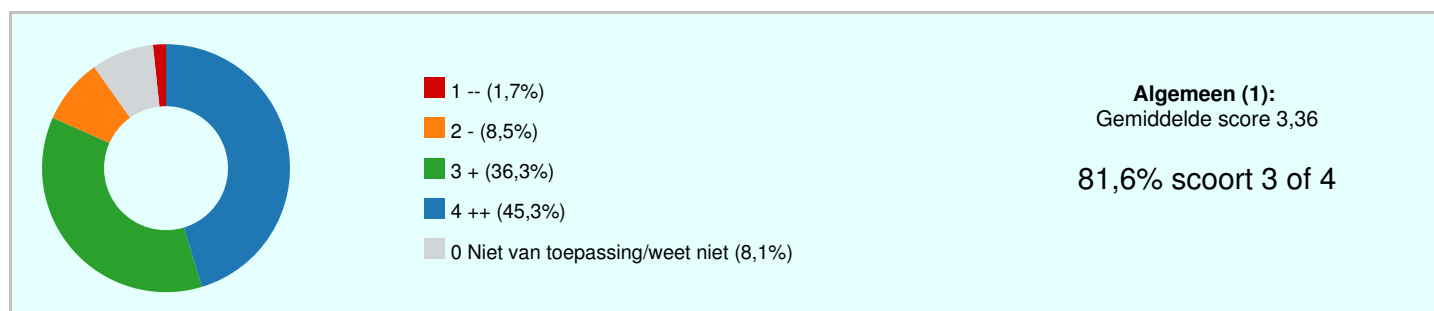 1 -- (1,7%)
2 - (8,5%)
3 + (36,3%)
4 ++ (45,3%)
0 Niet van toepassing/weet niet (8,1%)
Algemeen (1):
Gemiddelde score 3,36
81,6% scoort 3 of 4